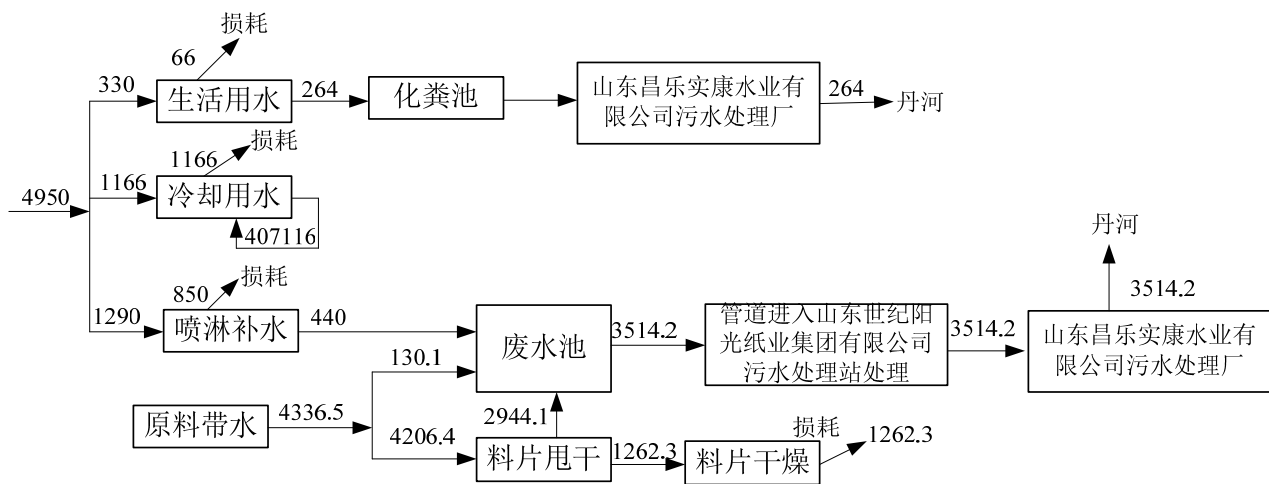 损耗
66
330
生活用水
264
化粪池
山东昌乐实康水业有
限公司污水处理厂
264
丹河
损耗
1166
4950
1166
冷却用水
407116
丹河
损耗
850
3514.2
1290
喷淋补水
440
废水池
3514.2
管道进入山东世纪阳
光纸业集团有限公司
污水处理站处理
3514.2
山东昌乐实康水业有
限公司污水处理厂
130.1
原料带水
4336.5
2944.1
4206.4
料片甩干
1262.3
料片干燥
损耗
1262.3